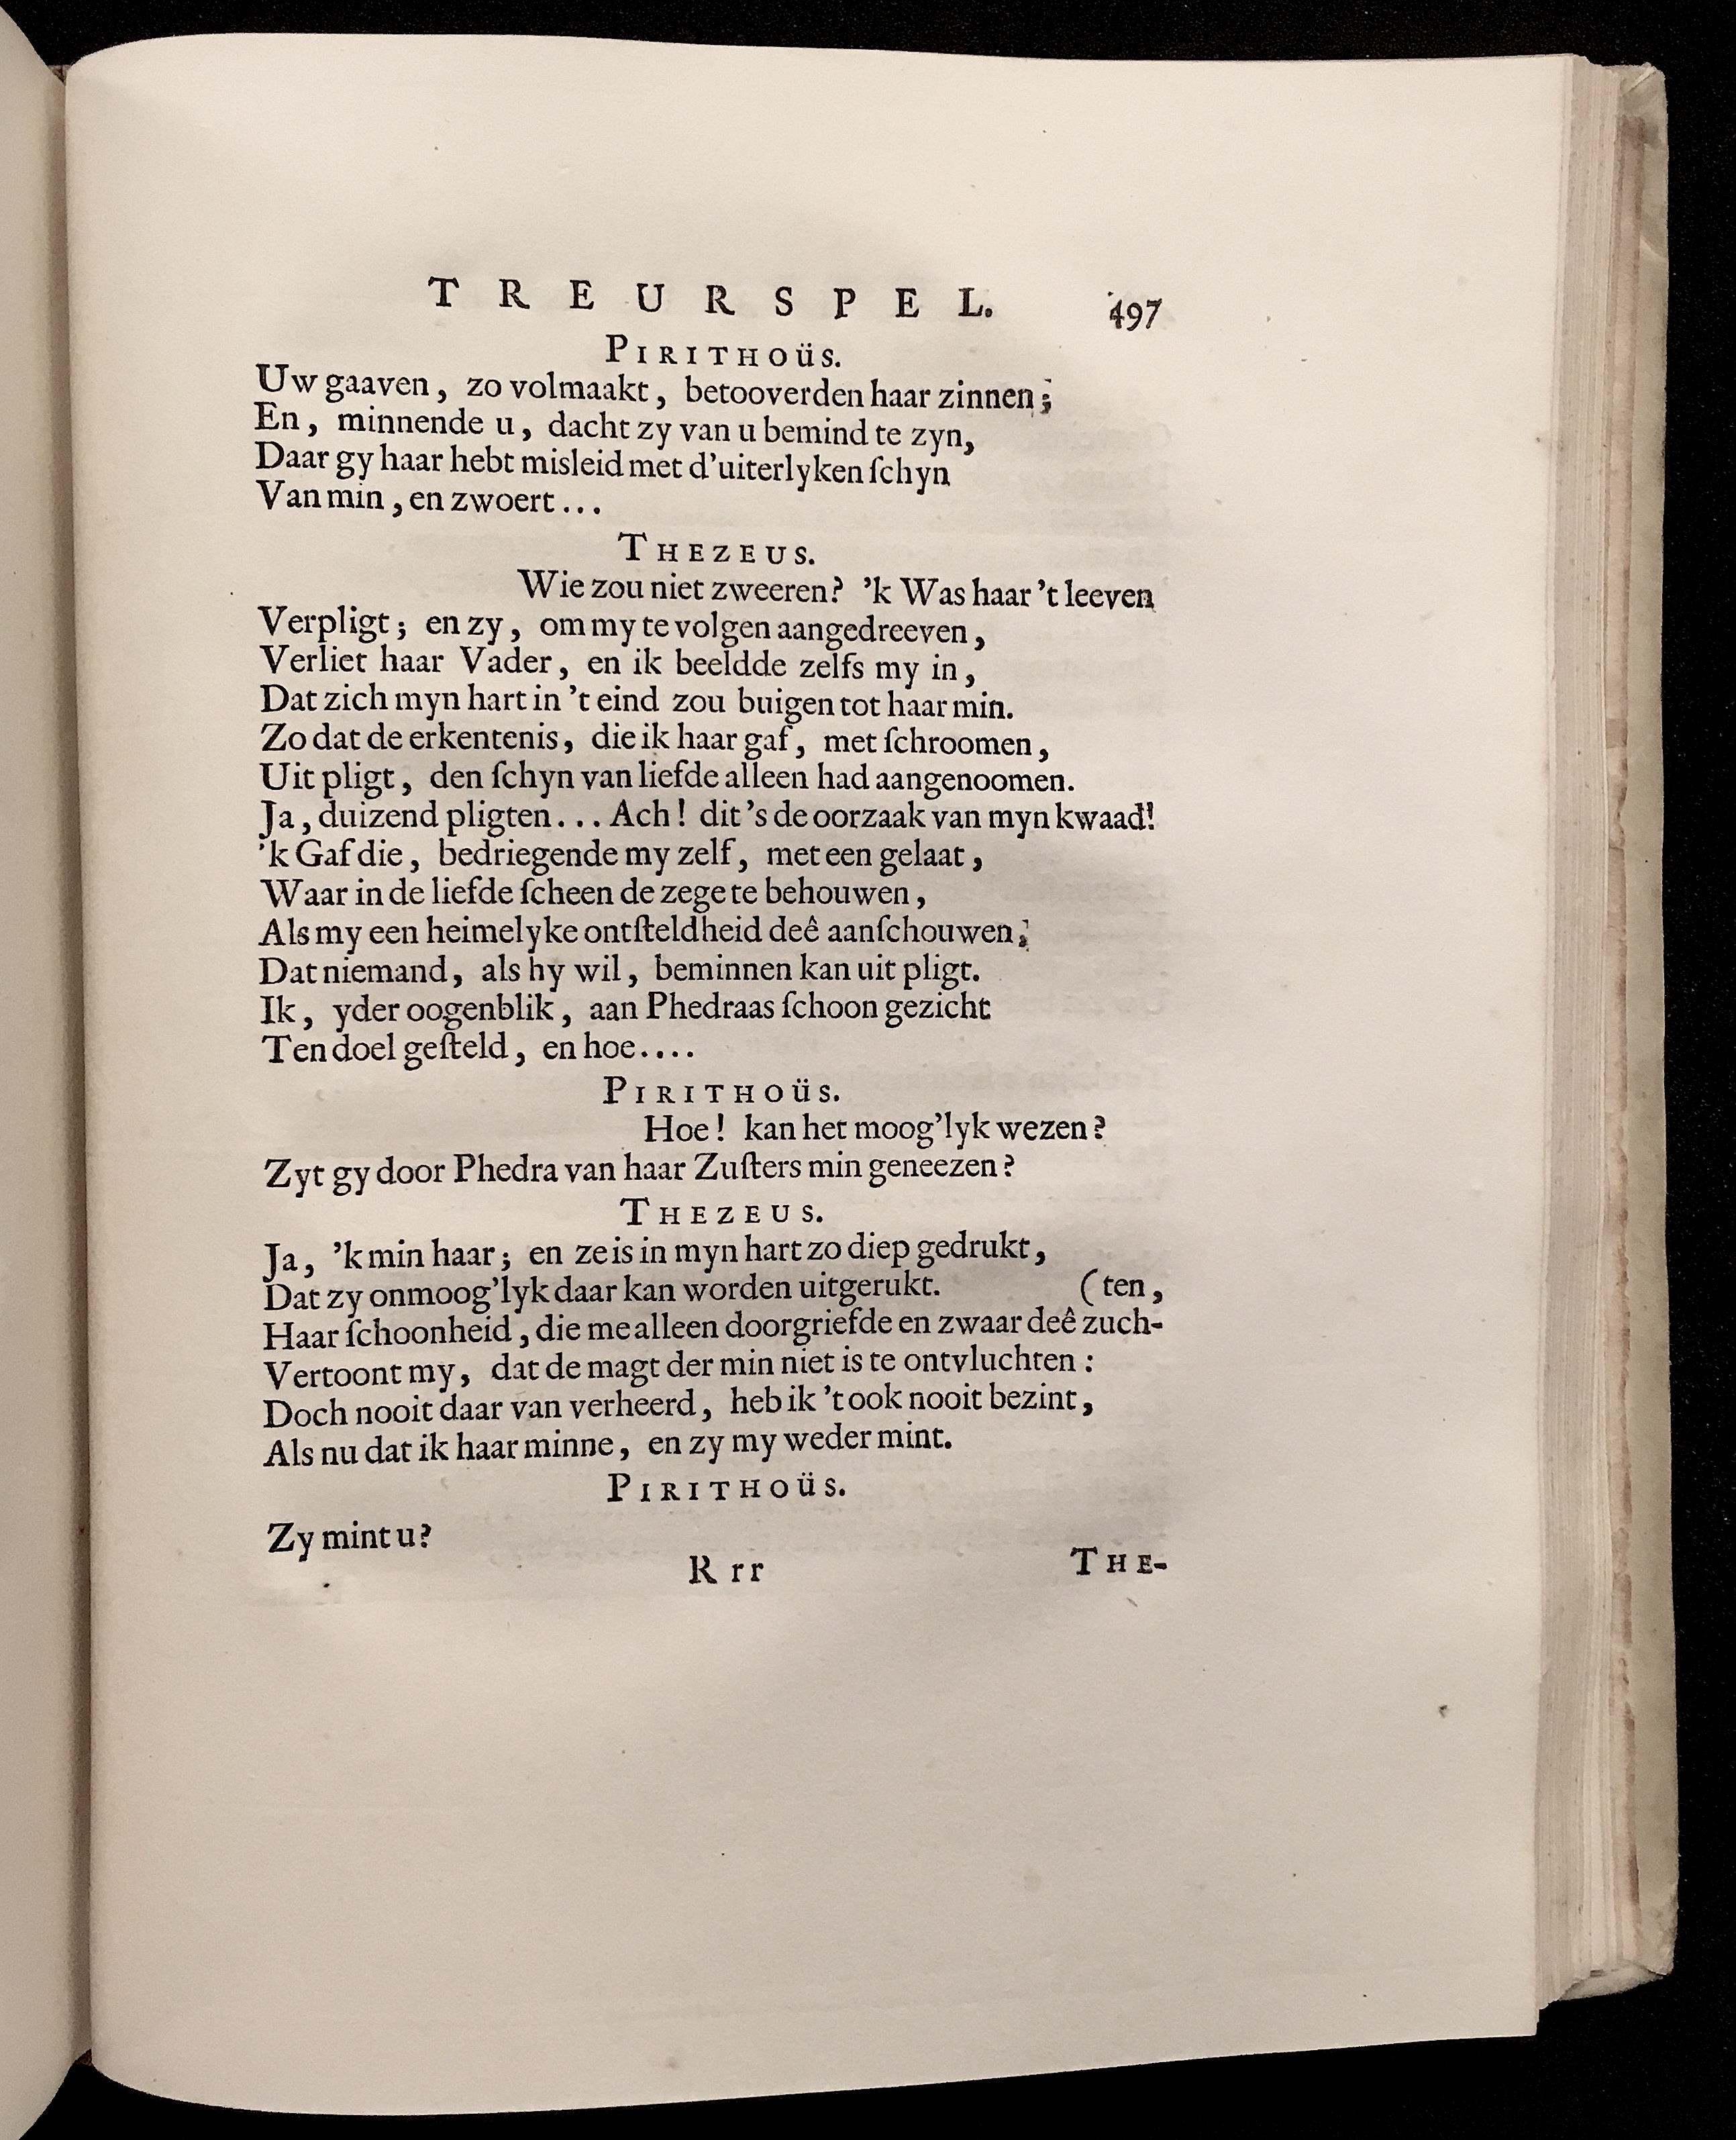 TREURSPEL. 497
PIRITHOüS.
Uw gaaven, zo volmaakt, betooverden haar zinnen;
En, minnende u, dacht zy van u bemind te zyn,
Daar gy haar hebt misleid met d'uiterlyken ſchyn
Van min, en zwoert...
THEZEUS.
Wie zou niet zweeren? 'k Was haar 't leeven
Verpligt; en zy, om my te volgen aangedreeven,
Verliet haar Vader, en ik beeldde zelfs my in,
Dat zich myn hart in 't eind zou buigen tot haar min.
Zo dat de erkentenis, die ik haar gaf, met ſchroomen,
Uit pligt, den ſchyn van liefde alleen had aangenoomen.
Ja, duizend pligten... Ach! dit's de oorzaak van myn kwaad!
'k Gaf die, bedriegende my zelf, met een gelaat,
Waar in de liefde ſcheen de zege te behouwen,
Als my een heimelyke ontſteldheid deê aanſchouwen,
Dat niemand, als hy wil, beminnen kan uit pligt.
Ik, yder oogenblik, aan Phedraas ſchoon gezicht
Ten doel geſteld, en hoe....
PIRITHOüS.
Hoe! kan het moog'lyk wezen?
Zyt gy door Phedra van haar Zuſters min geneezen?
THEZEUS.
Ja, 'k min haar; en ze is in myn hart zo diep gedrukt,
Dat zy onmoog'lyk daar kan worden uitgerukt. (ten,
Haar ſchoonheid, die me alleen doorgriefde en zwaar deê zuch-
Vertoont my, dat de magt der min niet is te ontvluchten:
Doch nooit daar van verheerd, heb ik 't ook nooit bezint,
Als nu dat ik haar minne, en zy my weder mint.
PIRITHOüS.
Zy mint u?
Rrr THE-